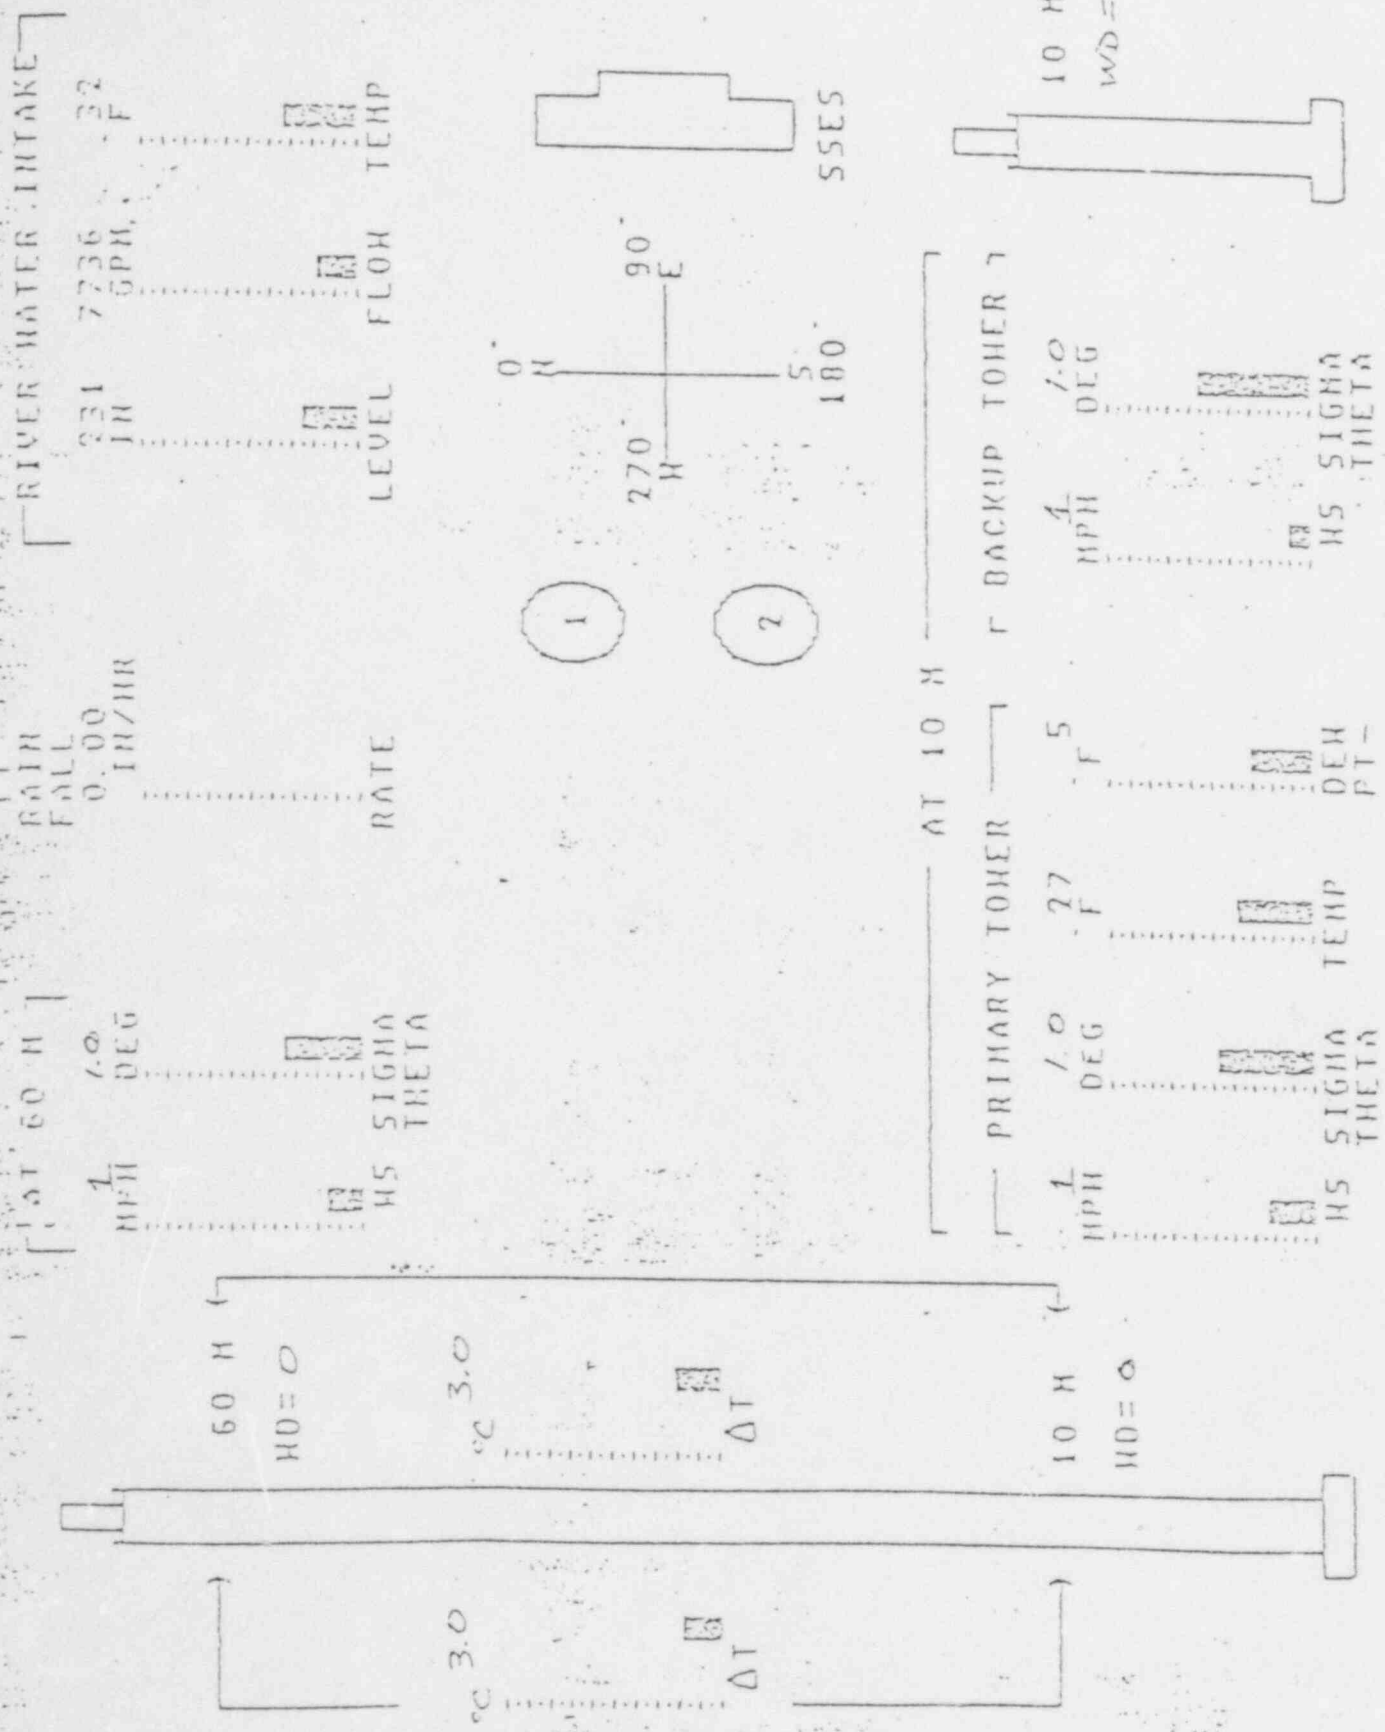 [ AT 60 M ]
1 1.0
MPH DEG
WS SIGMA
THETA
RAIN
FALL
0.00
IN/HR
RATE
RIVER WATER INTAKE
231 7736 32
IN GPM F
LEVEL FLOW TEMP
60 M
WD= 0
°C 3.0
ΔT
°C 3.0
ΔT
10 M
WD= 0
1
2
0°
N
270°
W
90°
E
S
180°
SSES
AT 10 M
PRIMARY TOWER
1 1.0 27 5
MPH DEG F F
WS SIGMA TEMP DEW
THETA PT-
BACKUP TOWER
1 1.0
MPH DEG
WS SIGMA
THETA
10 M
WD=